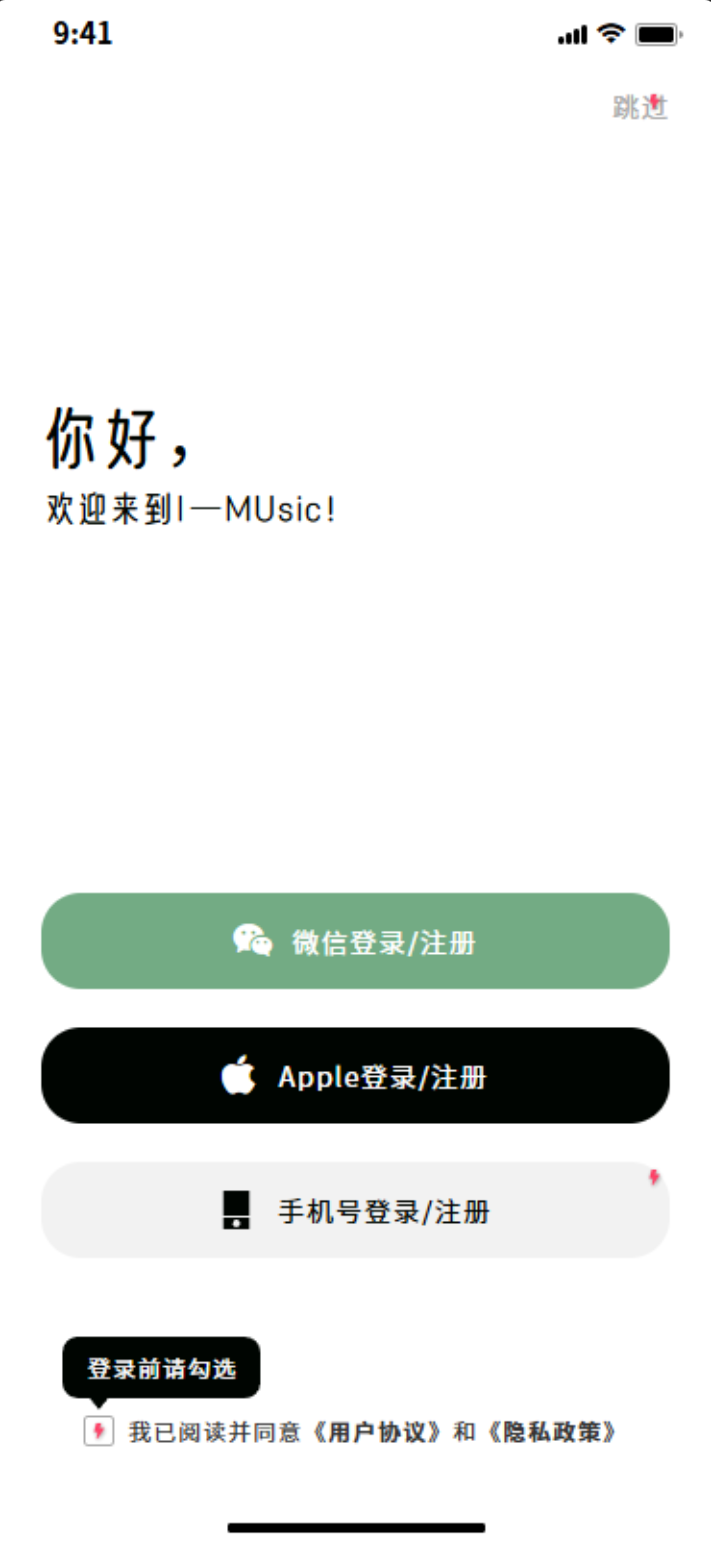 9:41
跳过
你好，
欢迎来到I—MUsic!
微信登录/注册
Apple登录/注册
手机号登录/注册
登录前请勾选
我已阅读并同意《用户协议》和《隐私政策》